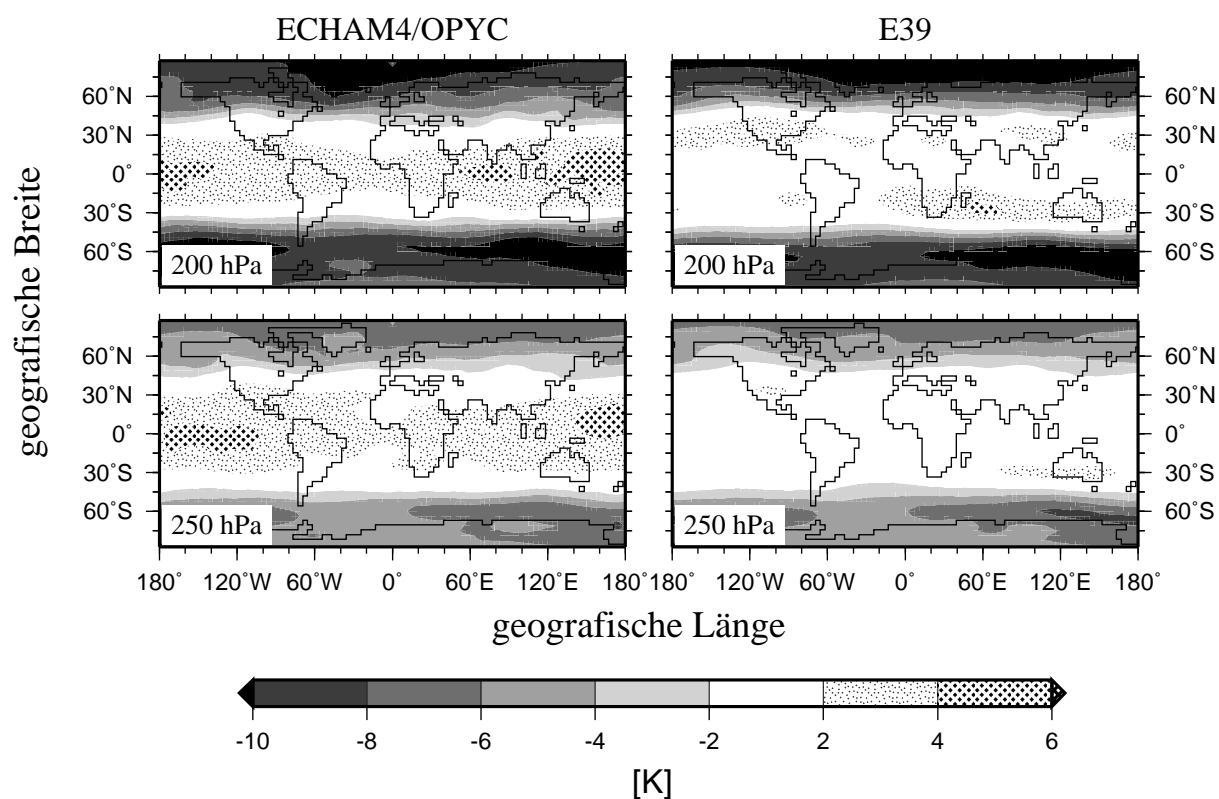 ECHAM4/OPYC E39
60˚N 60˚N
30˚N 30˚N
0˚ 0˚
30˚S 30˚S
60˚S 60˚S
200 hPa 200 hPa
geografische Breite
60˚N 60˚N
30˚N 30˚N
0˚ 0˚
30˚S 30˚S
60˚S 60˚S
250 hPa 250 hPa
180˚ 120˚W 60˚W 0˚ 60˚E 120˚E 180˚ 180˚ 120˚W 60˚W 0˚ 60˚E 120˚E 180˚
geografische Länge
-10 -8 -6 -4 -2 2 4 6
[K]